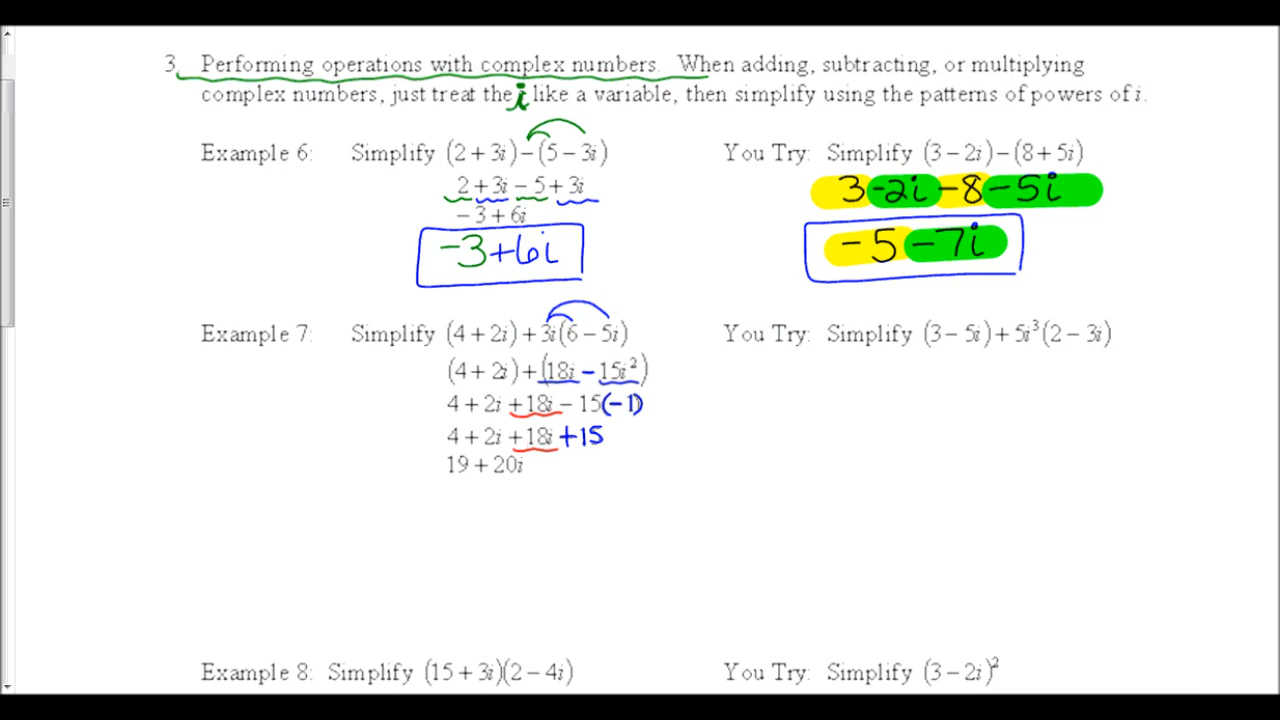 3. Performing operations with complex numbers. When adding, subtracting, or multiplying
complex numbers, just treat the i like a variable, then simplify using the patterns of powers of i.
Example 6: Simplify (2 + 3i) − (5 − 3i)
2 + 3i − 5 + 3i
−3 + 6i
−3 + 6i
You Try: Simplify (3 − 2i) − (8 + 5i)
3 − 2i − 8 − 5i
−5 − 7i
Example 7: Simplify (4 + 2i) + 3i(6 − 5i)
(4 + 2i) + (18i − 15i²)
4 + 2i + 18i − 15(−1)
4 + 2i + 18i + 15
19 + 20i
You Try: Simplify (3 − 5i) + 5i³(2 − 3i)
Example 8: Simplify (15 + 3i)(2 − 4i)
You Try: Simplify (3 − 2i)²